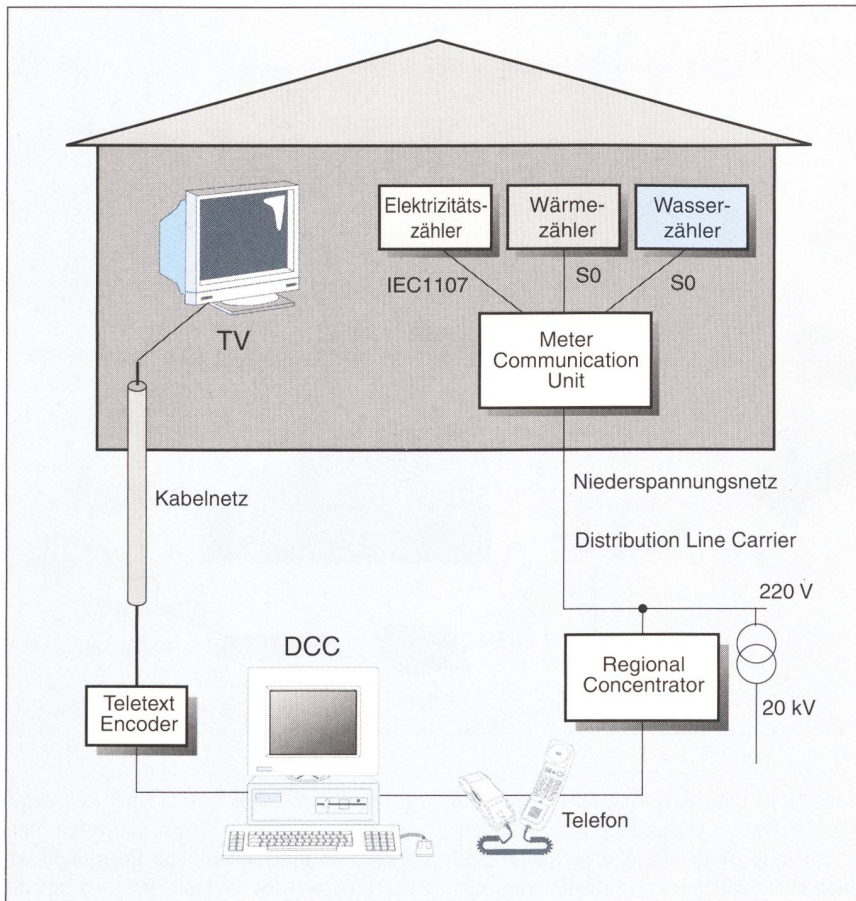 Elektrizitäts-
zähler
Wärme-
zähler
Wasser-
zähler
IEC1107
S0
S0
TV
Meter
Communication
Unit
Kabelnetz
Niederspannungsnetz
Distribution Line Carrier
220 V
DCC
Regional
Concentrator
Teletext
Encoder
20 kV
Telefon